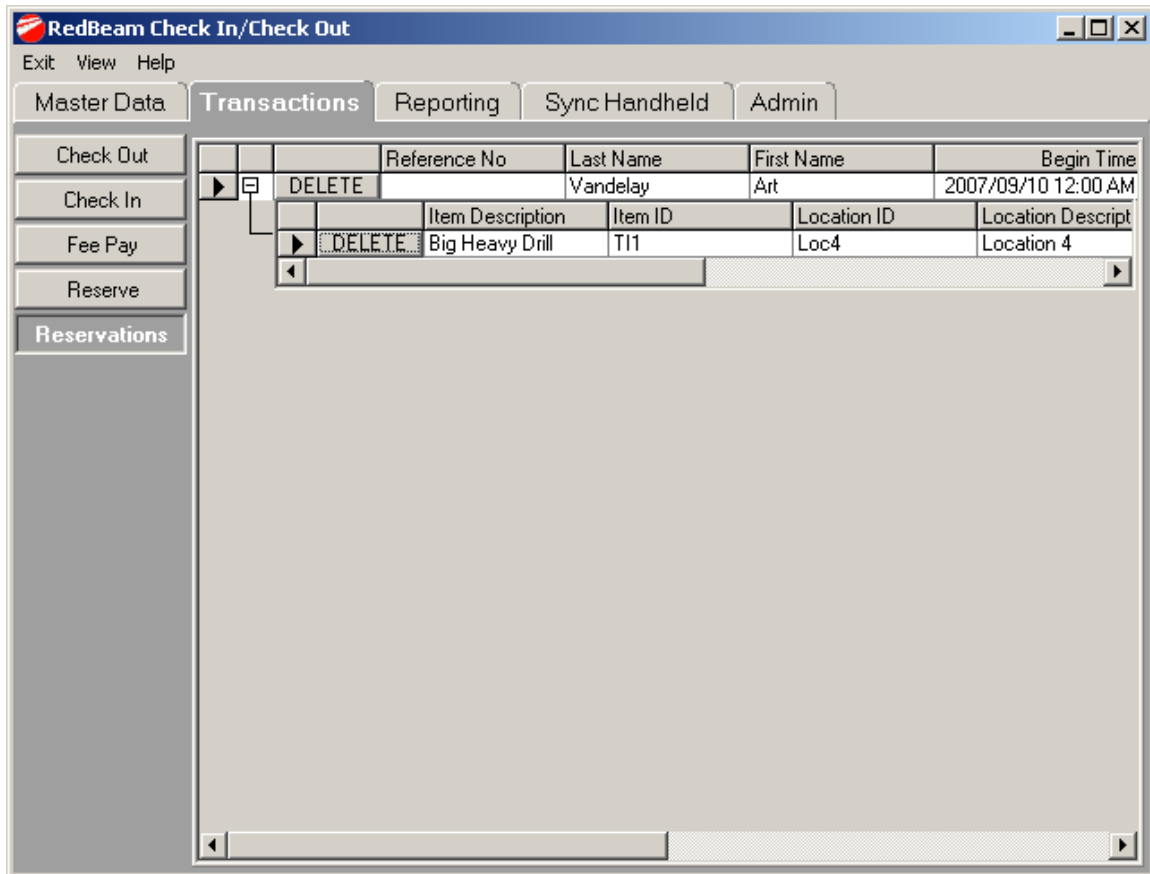 RedBeam Check In/Check Out
Exit View Help
Master Data Transactions Reporting Sync Handheld Admin
Check Out
Check In
Fee Pay
Reserve
Reservations
Reference No Last Name First Name Begin Time
DELETE Vandelay Art 2007/09/10 12:00 AM
Item Description Item ID Location ID Location Descript
DELETE Big Heavy Drill TI1 Loc4 Location 4